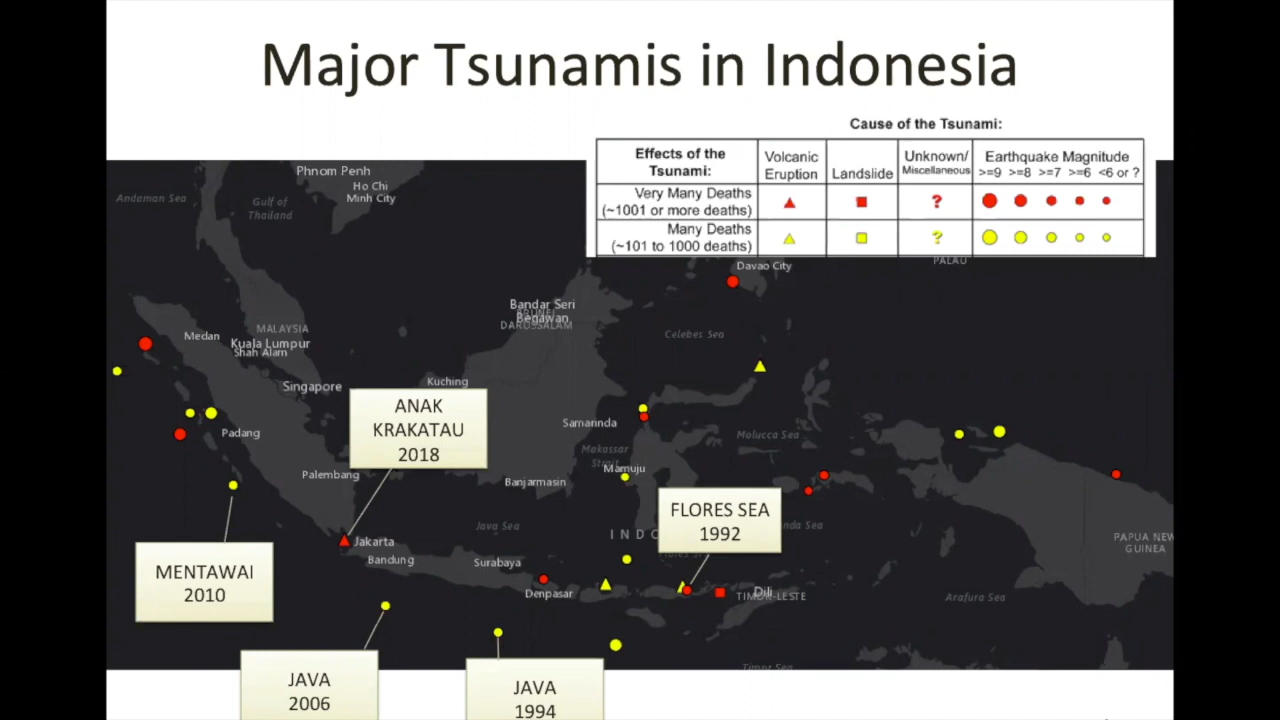 Major Tsunamis in Indonesia
Cause of the Tsunami:
Effects of the
Tsunami:
Volcanic
Eruption
Landslide
Unknown/
Miscellaneous
Earthquake Magnitude
>=9 >=8 >=7 >=6 <6 or ?
Very Many Deaths
(~1001 or more deaths)
?
Many Deaths
(~101 to 1000 deaths)
?
Phnom Penh
Ho Chi
Minh City
Andaman Sea
Gulf of
Thailand
PALAU
Davao City
Bandar Seri
Begawan
BRUNEI
DARUSSALAM
MALAYSIA
Medan
Kuala Lumpur
Shah Alam
Celebes Sea
Singapore
Kuching
ANAK
KRAKATAU
2018
Samarinda
Padang
Molucca Sea
Makassar
Strait
Mamuju
Palembang
Banjarmasin
FLORES SEA
1992
Java Sea
INDO
nda Sea
Jakarta
Bandung
Surabaya
PAPUA NEW
GUINEA
MENTAWAI
2010
Denpasar
Dili
TIMOR-LESTE
Arafura Sea
JAVA
2006
JAVA
1994
Timor Sea